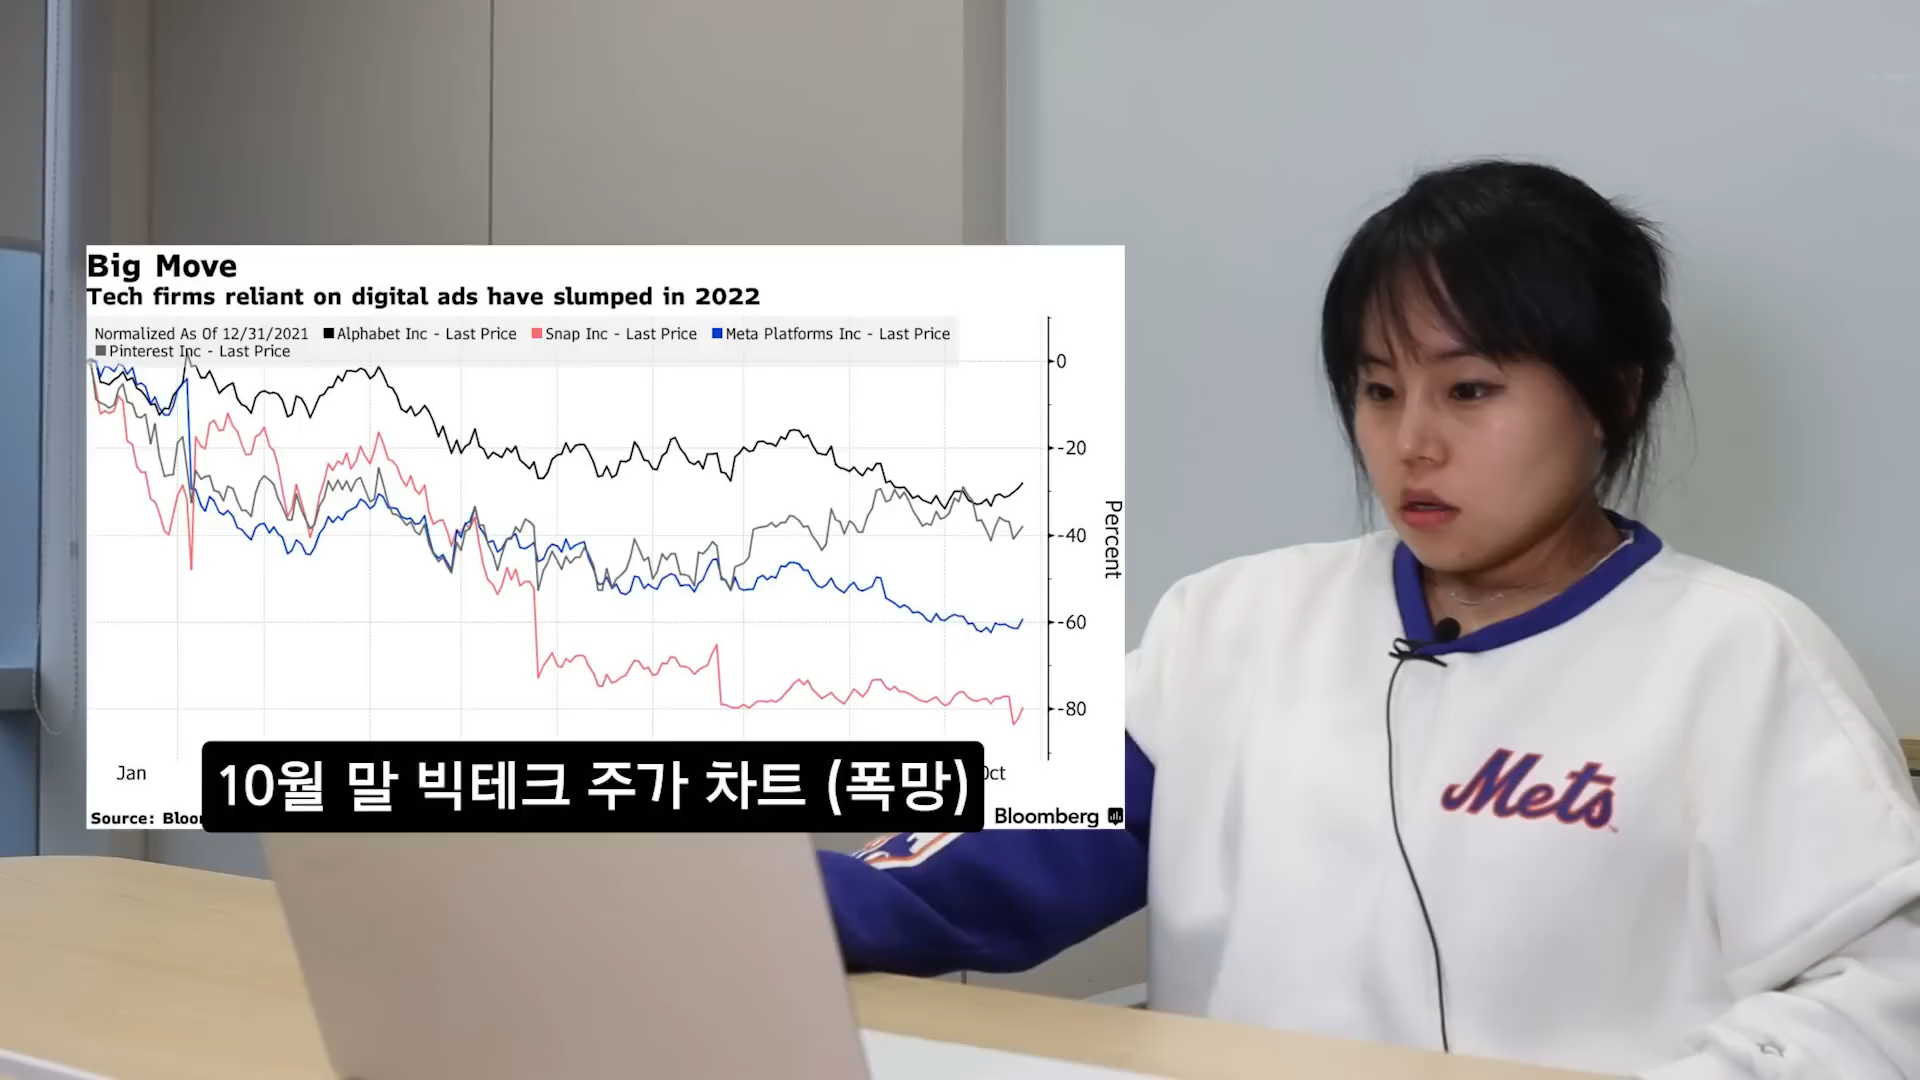 Big Move
Tech firms reliant on digital ads have slumped in 2022
Normalized As Of 12/31/2021 Alphabet Inc - Last Price Snap Inc - Last Price Meta Platforms Inc - Last Price
Pinterest Inc - Last Price
0
-20
-40
-60
-80
Percent
Jan
10월 말 빅테크 주가 차트 (폭망)
Source:
Bloomberg
Mets